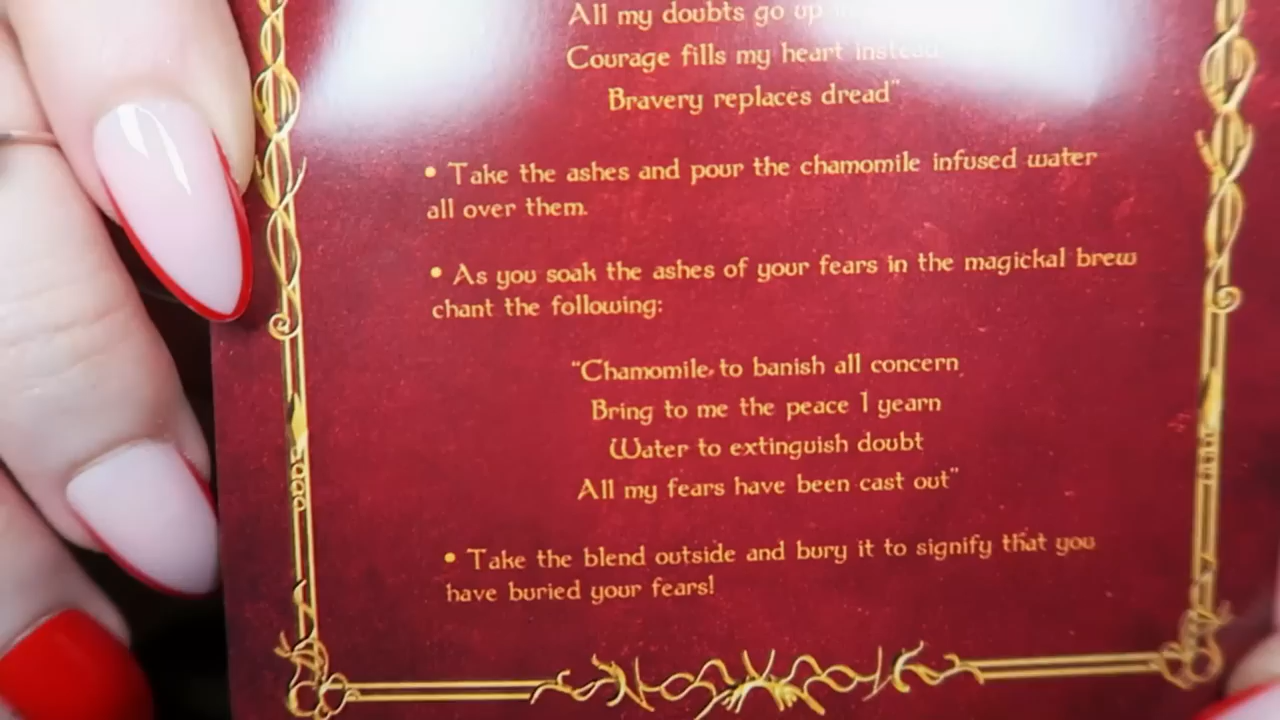 All my doubts go up
Courage fills my heart instead
Bravery replaces dread"
• Take the ashes and pour the chamomile infused water
all over them.
• As you soak the ashes of your fears in the magickal brew
chant the following:
"Chamomile, to banish all concern
Bring to me the peace I yearn
Water to extinguish doubt
All my fears have been cast out"
• Take the blend outside and bury it to signify that you
have buried your fears!